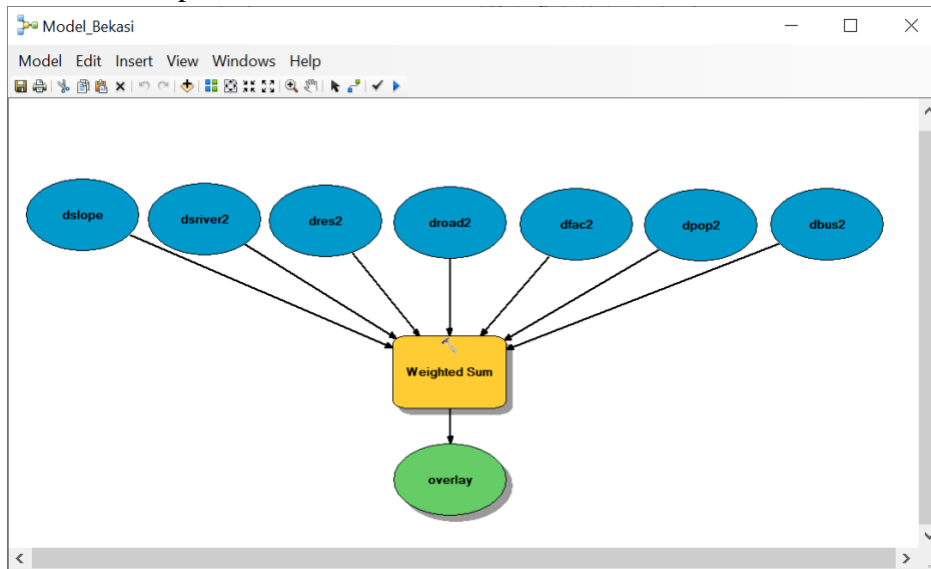 Model_Bekasi
Model Edit Insert View Windows Help
dslope
dsriver2
dres2
droad2
dfac2
dpop2
dbus2
Weighted Sum
overlay